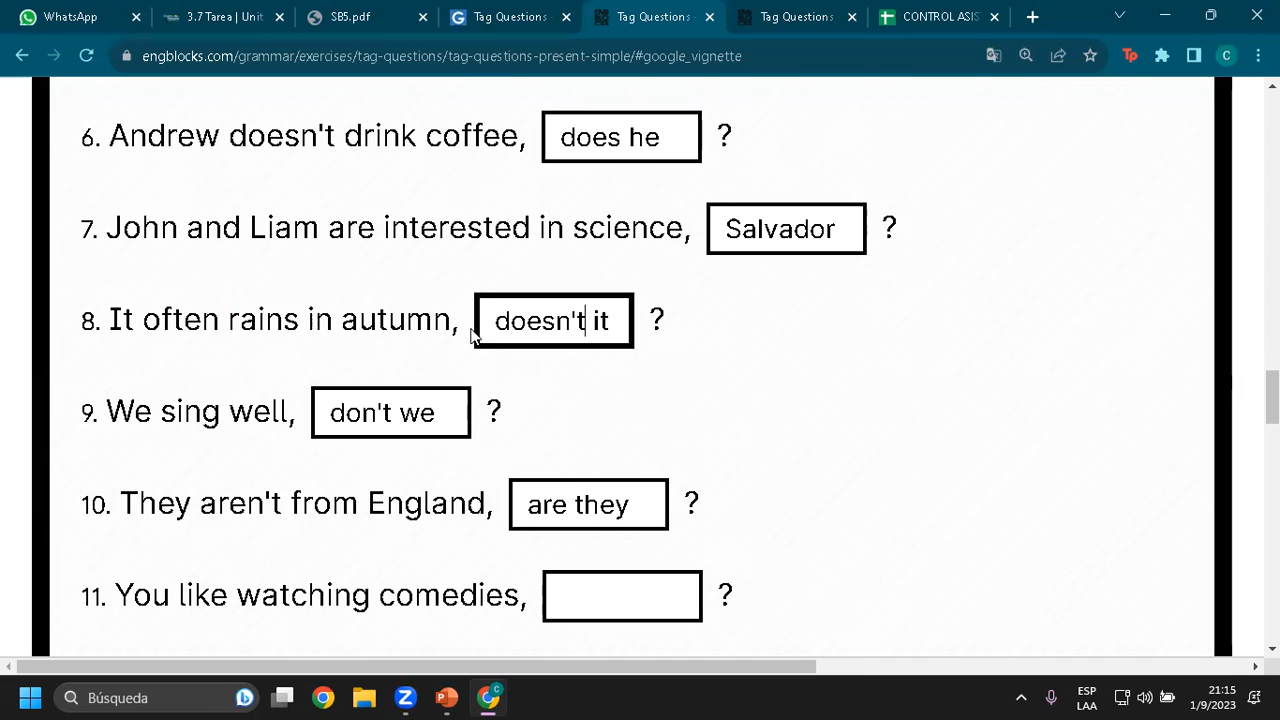 WhatsApp
3.7 Tarea | Unit
SB5.pdf
Tag Questions
Tag Questions
Tag Questions
CONTROL ASIS
engblocks.com/grammar/exercises/tag-questions/tag-questions-present-simple/#google_vignette
Tp
C
6. Andrew doesn't drink coffee, does he ?
7. John and Liam are interested in science, Salvador ?
8. It often rains in autumn, doesn't it ?
9. We sing well, don't we ?
10. They aren't from England, are they ?
11. You like watching comedies, ?
Búsqueda
ESP
LAA
21:15
1/9/2023